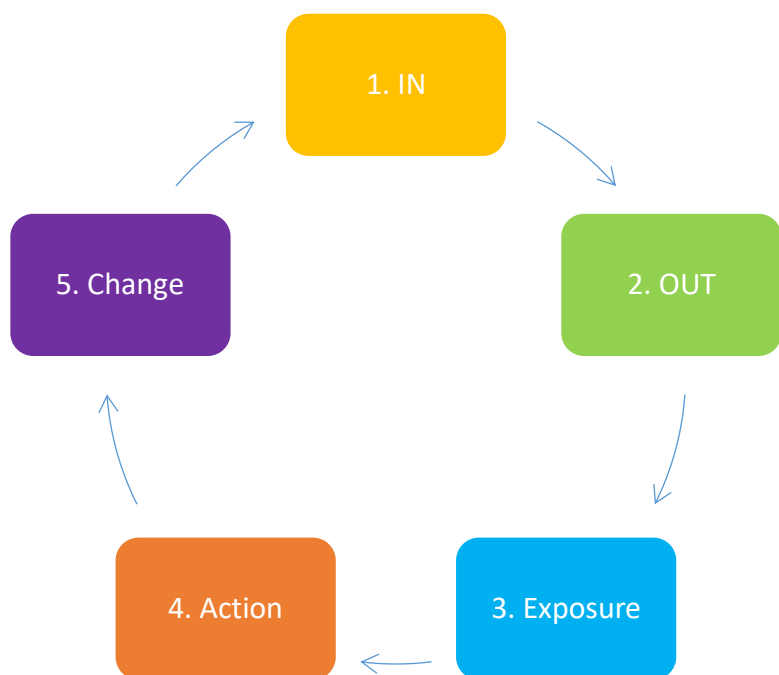 1. IN
2. OUT
3. Exposure
4. Action
5. Change